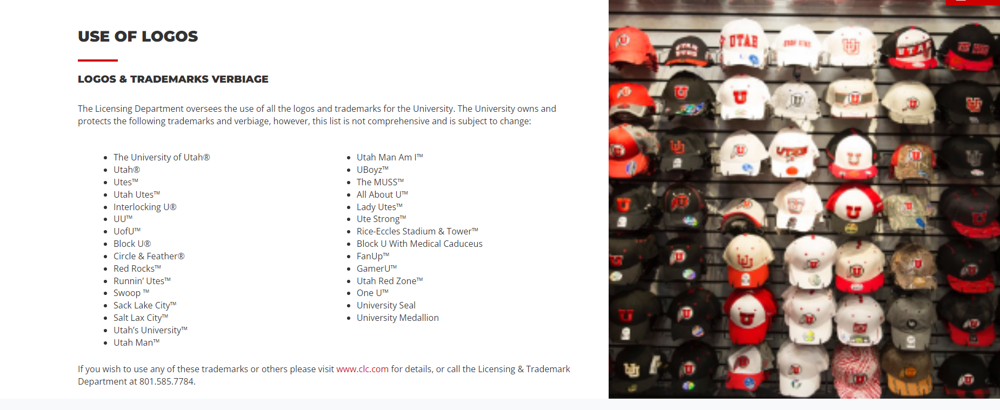 USE OF LOGOS
LOGOS & TRADEMARKS VERBIAGE
The Licensing Department oversees the use of all the logos and trademarks for the University. The University owns and
protects the following trademarks and verbiage, however, this list is not comprehensive and is subject to change:
The University of Utah®
Utah®
Utes™
Utah Utes™
Interlocking U®
UU™
UofU™
Block U®
Circle & Feather®
Red Rocks™
Runnin’ Utes™
Swoop ™
Sack Lake City™
Salt Lax City™
Utah’s University™
Utah Man™
Utah Man Am I™
UBoyz™
The MUSS™
All About U™
Lady Utes™
Ute Strong™
Rice-Eccles Stadium & Tower™
Block U With Medical Caduceus
FanUp™
GamerU™
Utah Red Zone™
One U™
University Seal
University Medallion
If you wish to use any of these trademarks or others please visit www.clc.com for details, or call the Licensing & Trademark
Department at 801.585.7784.
UTAH
UTAH
UTAH